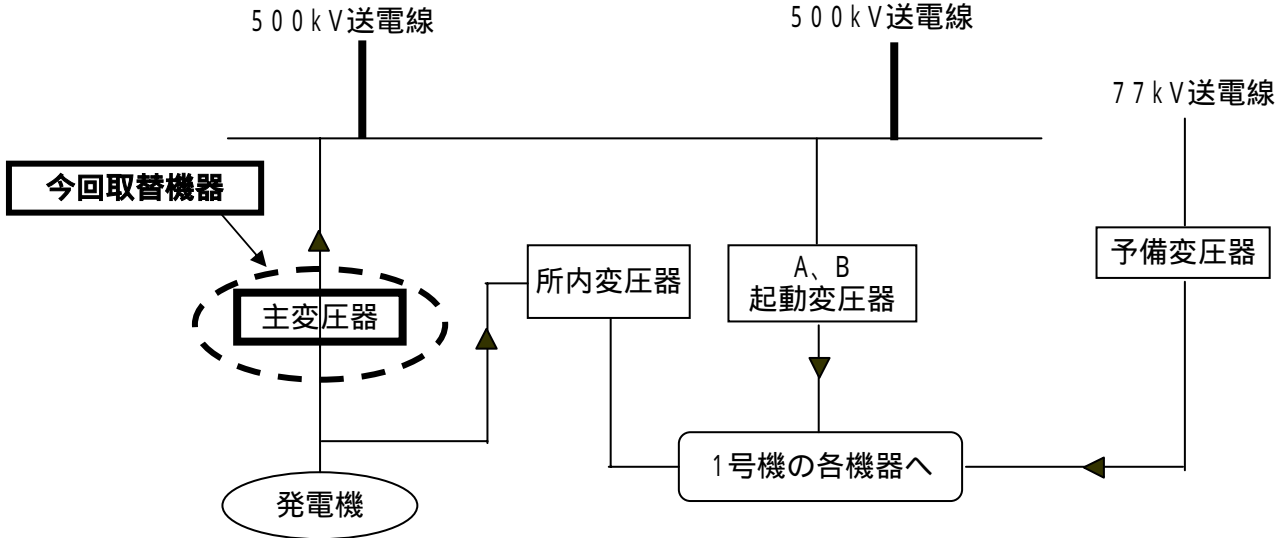 500kV送電線
500kV送電線
77kV送電線
今回取替機器
主変圧器
所内変圧器
A、B
起動変圧器
予備変圧器
1号機の各機器へ
発電機